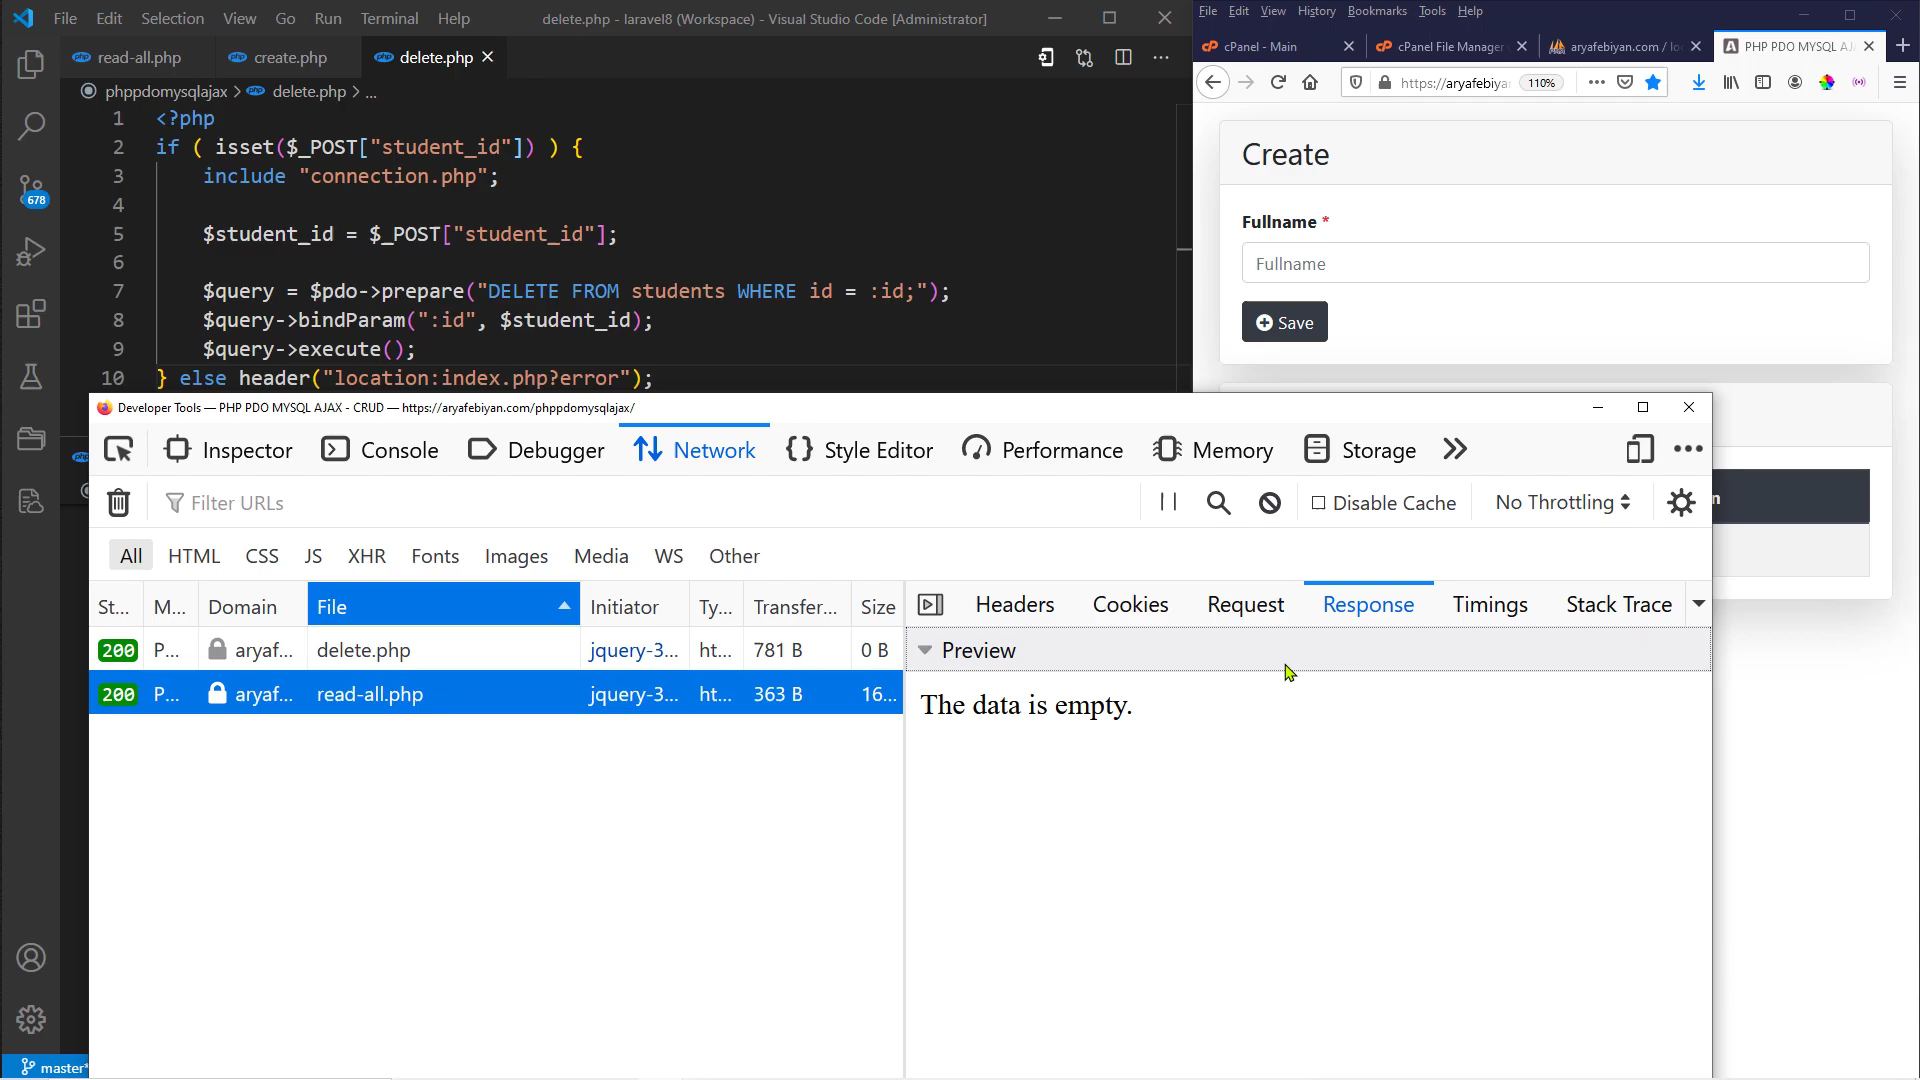 File Edit Selection View Go Run Terminal Help
delete.php - laravel8 (Workspace) - Visual Studio Code [Administrator]
read-all.php
create.php
delete.php
phppdomysqlajax > delete.php > ...
1 <?php
2 if ( isset($_POST["student_id"]) ) {
3 include "connection.php";
4
5 $student_id = $_POST["student_id"];
6
7 $query = $pdo->prepare("DELETE FROM students WHERE id = :id;");
8 $query->bindParam(":id", $student_id);
9 $query->execute();
10 } else header("location:index.php?error");
678
master*
File Edit View History Bookmarks Tools Help
cPanel - Main
cPanel File Manager
aryafebiyan.com / lo
PHP PDO MYSQL AJA
https://aryafebiyan
110%
Create
Fullname *
Fullname
Save
n
Developer Tools — PHP PDO MYSQL AJAX - CRUD — https://aryafebiyan.com/phppdomysqlajax/
Inspector Console Debugger Network Style Editor Performance Memory Storage
Filter URLs
Disable Cache
No Throttling
All HTML CSS JS XHR Fonts Images Media WS Other
St... M... Domain File Initiator Ty... Transfer... Size
200 P... aryaf... delete.php jquery-3... ht... 781 B 0 B
200 P... aryaf... read-all.php jquery-3... ht... 363 B 16...
Headers Cookies Request Response Timings Stack Trace
Preview
The data is empty.